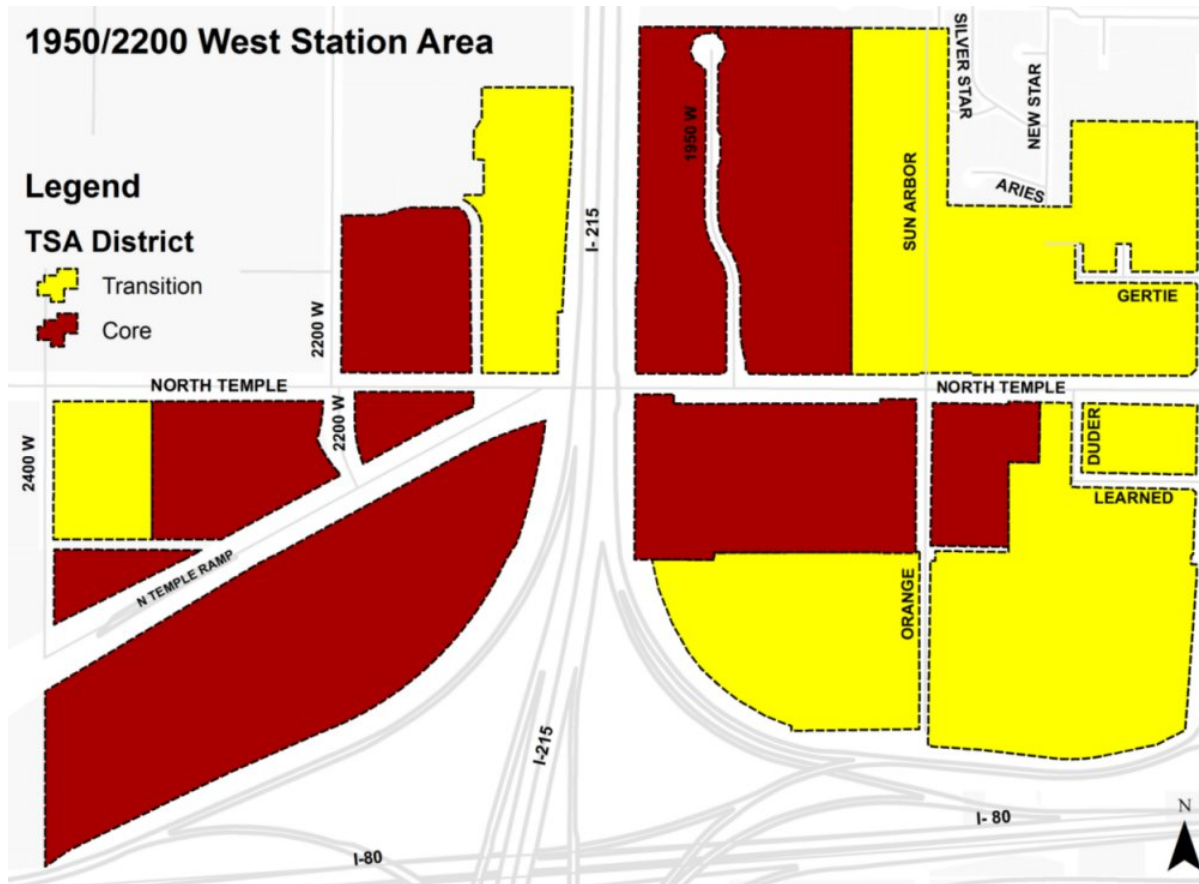 1950/2200 West Station Area
Legend
TSA District
Transition
Core
SILVER STAR
NEW STAR
1950 W
SUN ARBOR
ARIES
I- 215
GERTIE
2200 W
NORTH TEMPLE
NORTH TEMPLE
2400 W
2200 W
DUDER
LEARNED
N TEMPLE RAMP
ORANGE
I-215
I-80
I- 80
N